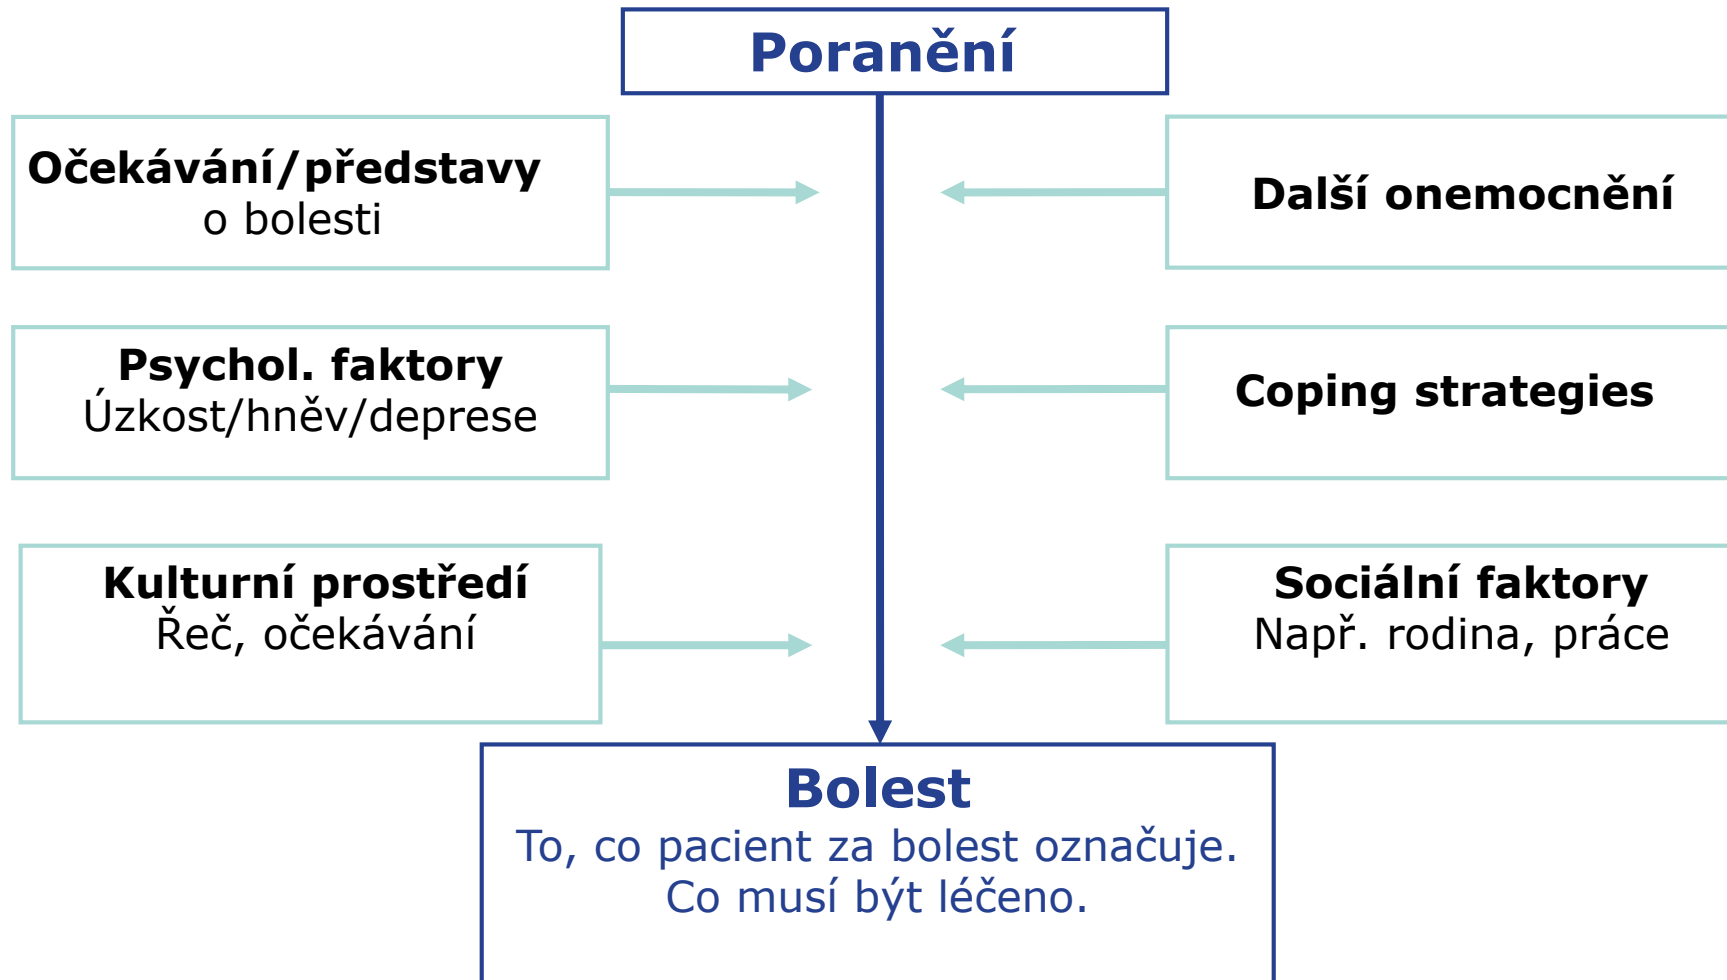 Poranění
Očekávání/představy
o bolesti
Další onemocnění
Psychol. faktory
Úzkost/hněv/deprese
Coping strategies
Kulturní prostředí
Řeč, očekávání
Sociální faktory
Např. rodina, práce
Bolest
To, co pacient za bolest označuje.
Co musí být léčeno.